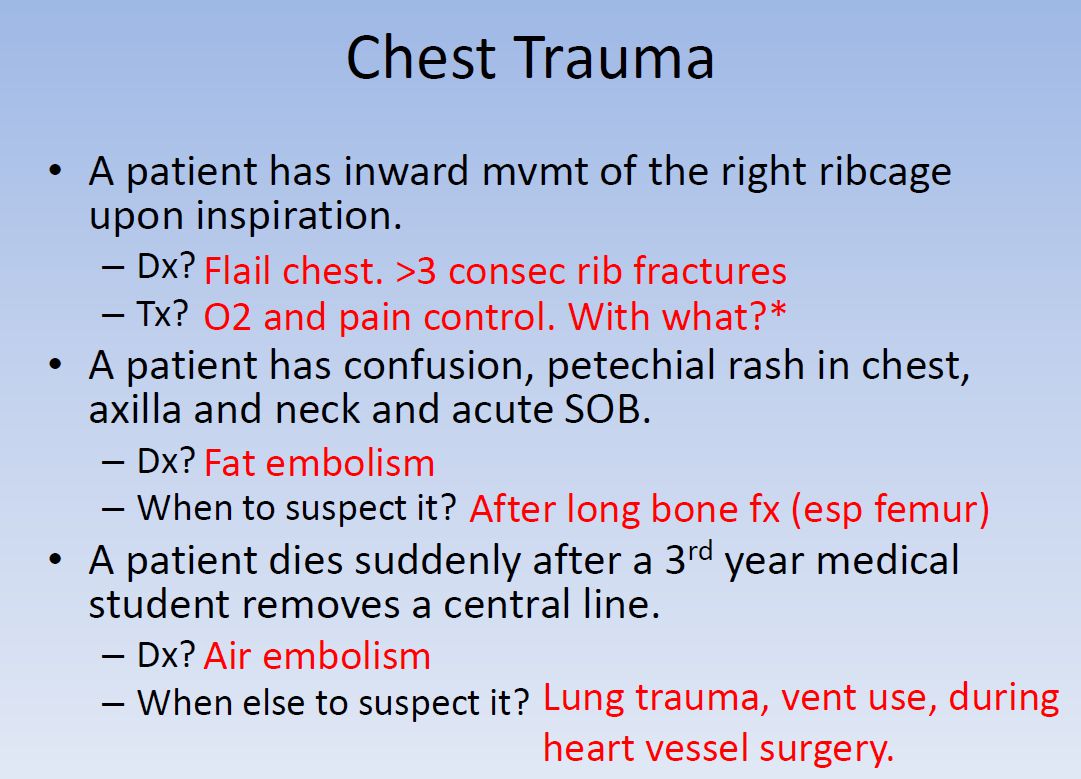 Chest Trauma
• A patient has inward mvmt of the right ribcage
upon inspiration.
– Dx? Flail chest. >3 consec rib fractures
– Tx? O2 and pain control. With what?*
• A patient has confusion, petechial rash in chest,
axilla and neck and acute SOB.
– Dx? Fat embolism
– When to suspect it? After long bone fx (esp femur)
• A patient dies suddenly after a 3rd year medical
student removes a central line.
– Dx? Air embolism
– When else to suspect it? Lung trauma, vent use, during
heart vessel surgery.